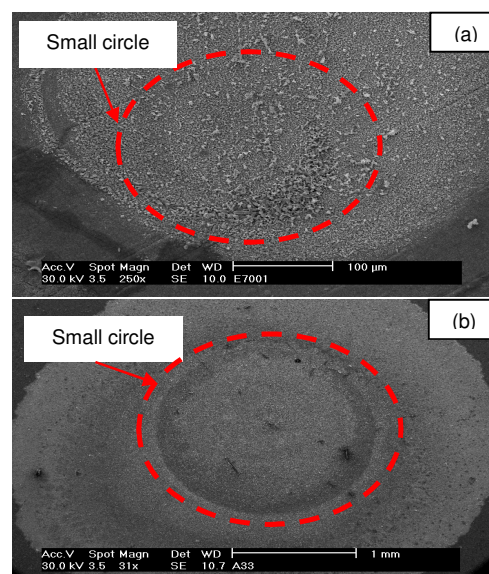 Small circle
(a)
Acc.V Spot Magn Det WD 100 µm
30.0 kV 3.5 250x SE 10.0 E7001
Small circle
(b)
Acc.V Spot Magn Det WD 1 mm
30.0 kV 3.5 31x SE 10.7 A33